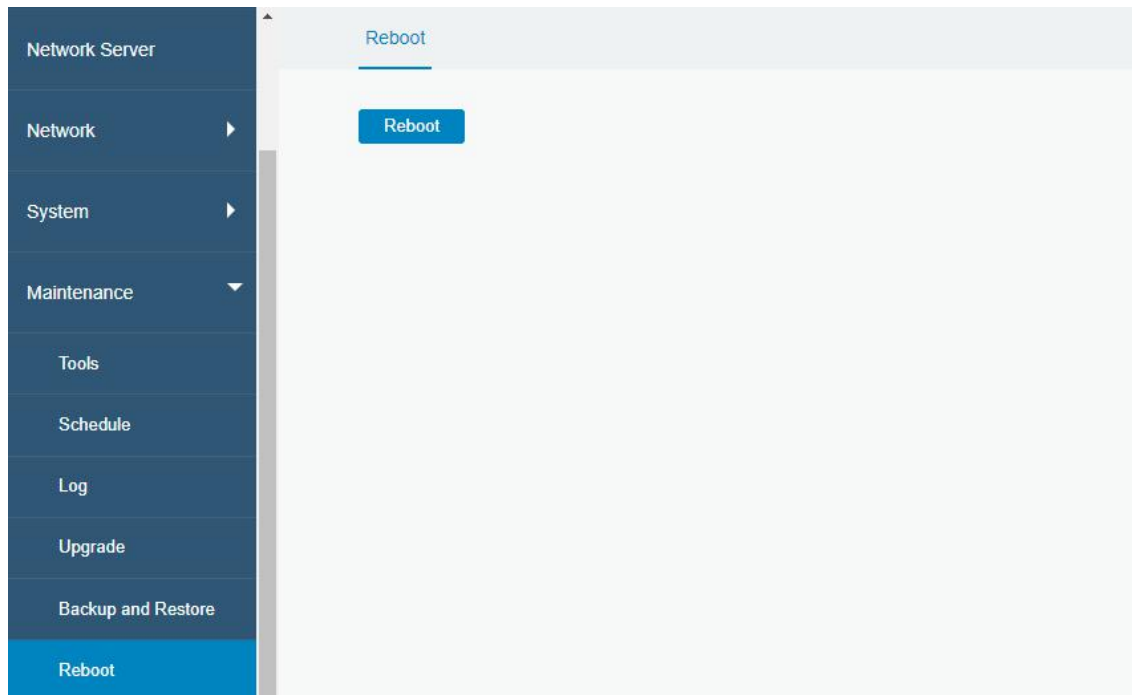 Network Server
Network
System
Maintenance
Tools
Schedule
Log
Upgrade
Backup and Restore
Reboot
Reboot
Reboot